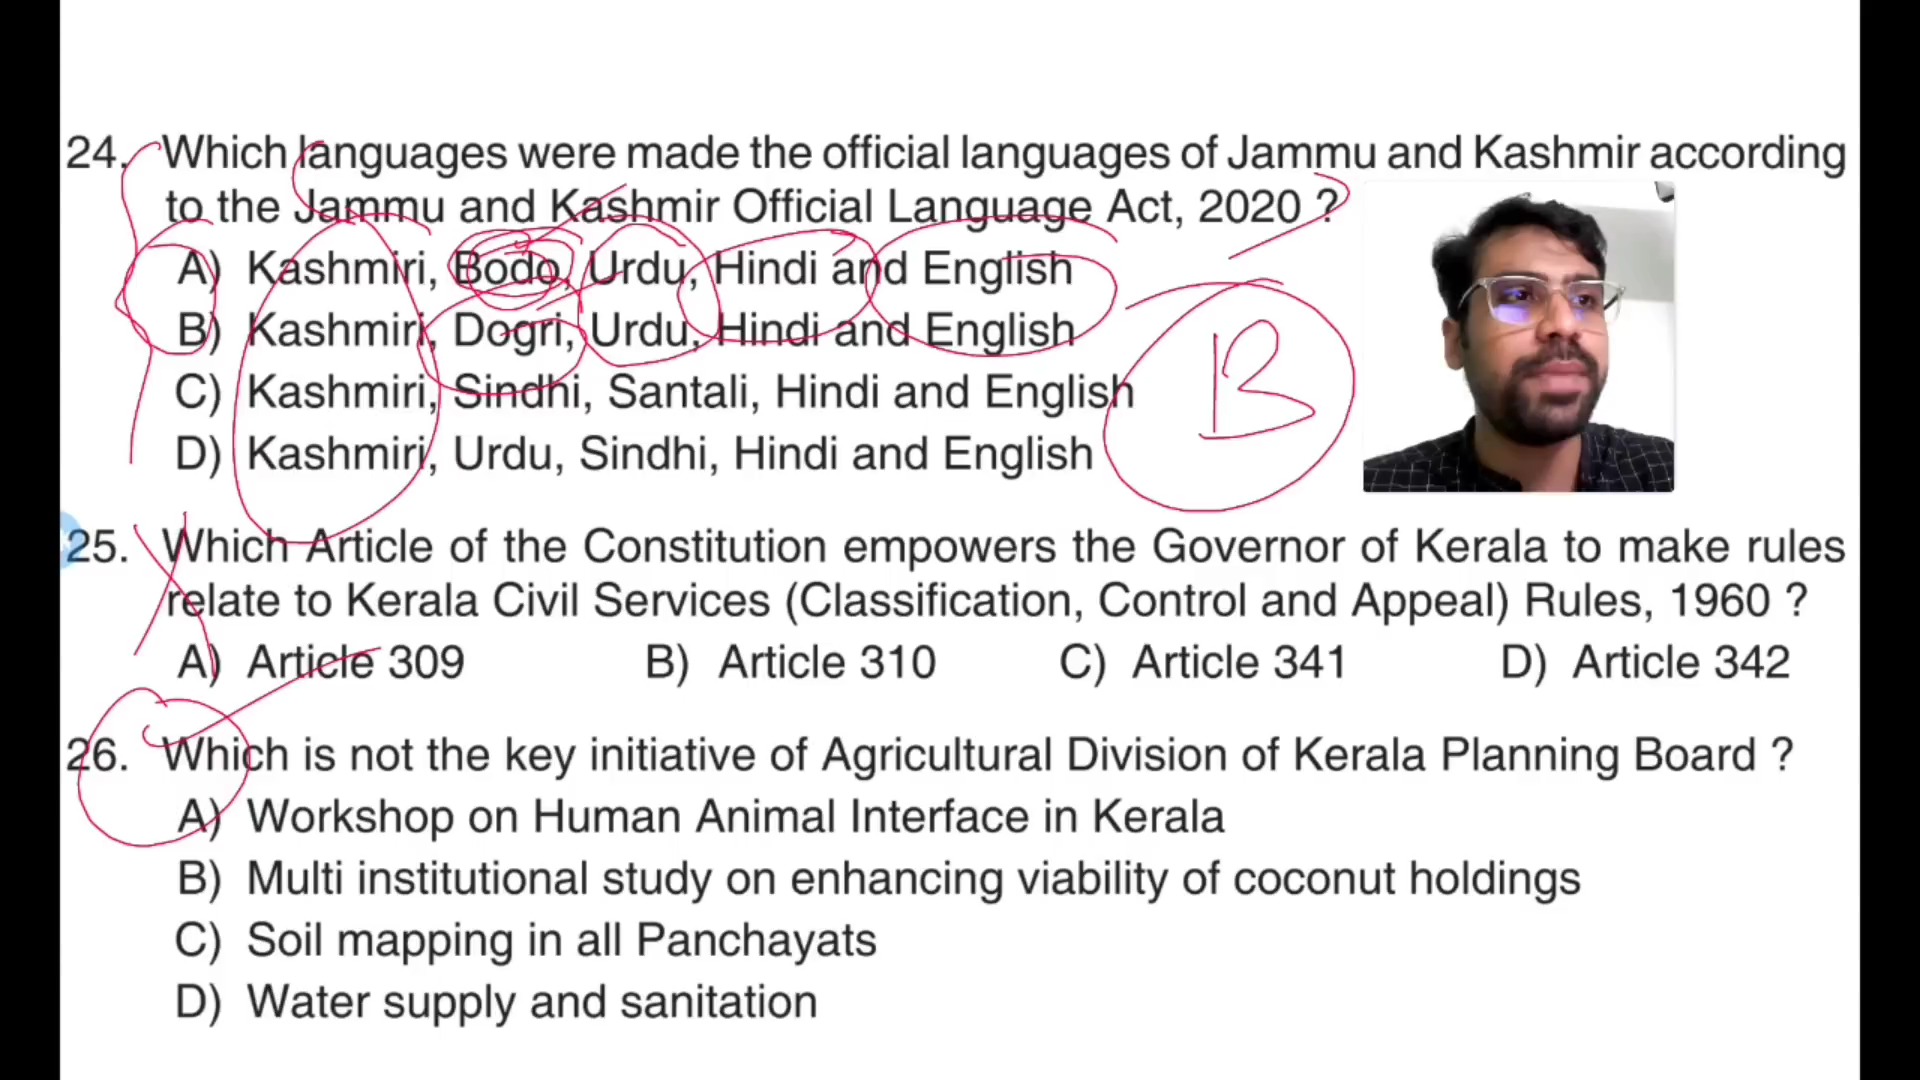 24. Which languages were made the official languages of Jammu and Kashmir according
to the Jammu and Kashmir Official Language Act, 2020 ?
A) Kashmiri, Bodo, Urdu, Hindi and English
B) Kashmiri, Dogri, Urdu, Hindi and English
C) Kashmiri, Sindhi, Santali, Hindi and English
D) Kashmiri, Urdu, Sindhi, Hindi and English
B
25. Which Article of the Constitution empowers the Governor of Kerala to make rules
relate to Kerala Civil Services (Classification, Control and Appeal) Rules, 1960 ?
A) Article 309 B) Article 310 C) Article 341 D) Article 342
26. Which is not the key initiative of Agricultural Division of Kerala Planning Board ?
A) Workshop on Human Animal Interface in Kerala
B) Multi institutional study on enhancing viability of coconut holdings
C) Soil mapping in all Panchayats
D) Water supply and sanitation